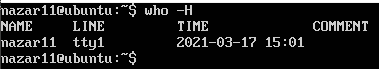 nazar11@ubuntu:~$ who -H
NAME     LINE         TIME             COMMENT
nazar11  tty1         2021-03-17 15:01
nazar11@ubuntu:~$